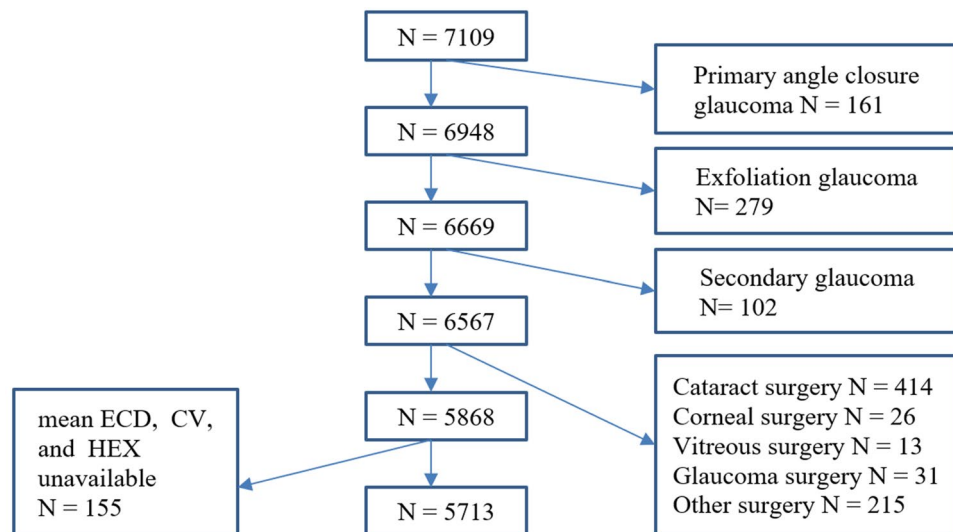 N = 7109
Primary angle closure
glaucoma N = 161
N = 6948
Exfoliation glaucoma
N= 279
N = 6669
Secondary glaucoma
N= 102
N = 6567
Cataract surgery N = 414
Corneal surgery N = 26
Vitreous surgery N = 13
Glaucoma surgery N = 31
Other surgery N = 215
N = 5868
mean ECD, CV,
and HEX
unavailable
N = 155
N = 5713